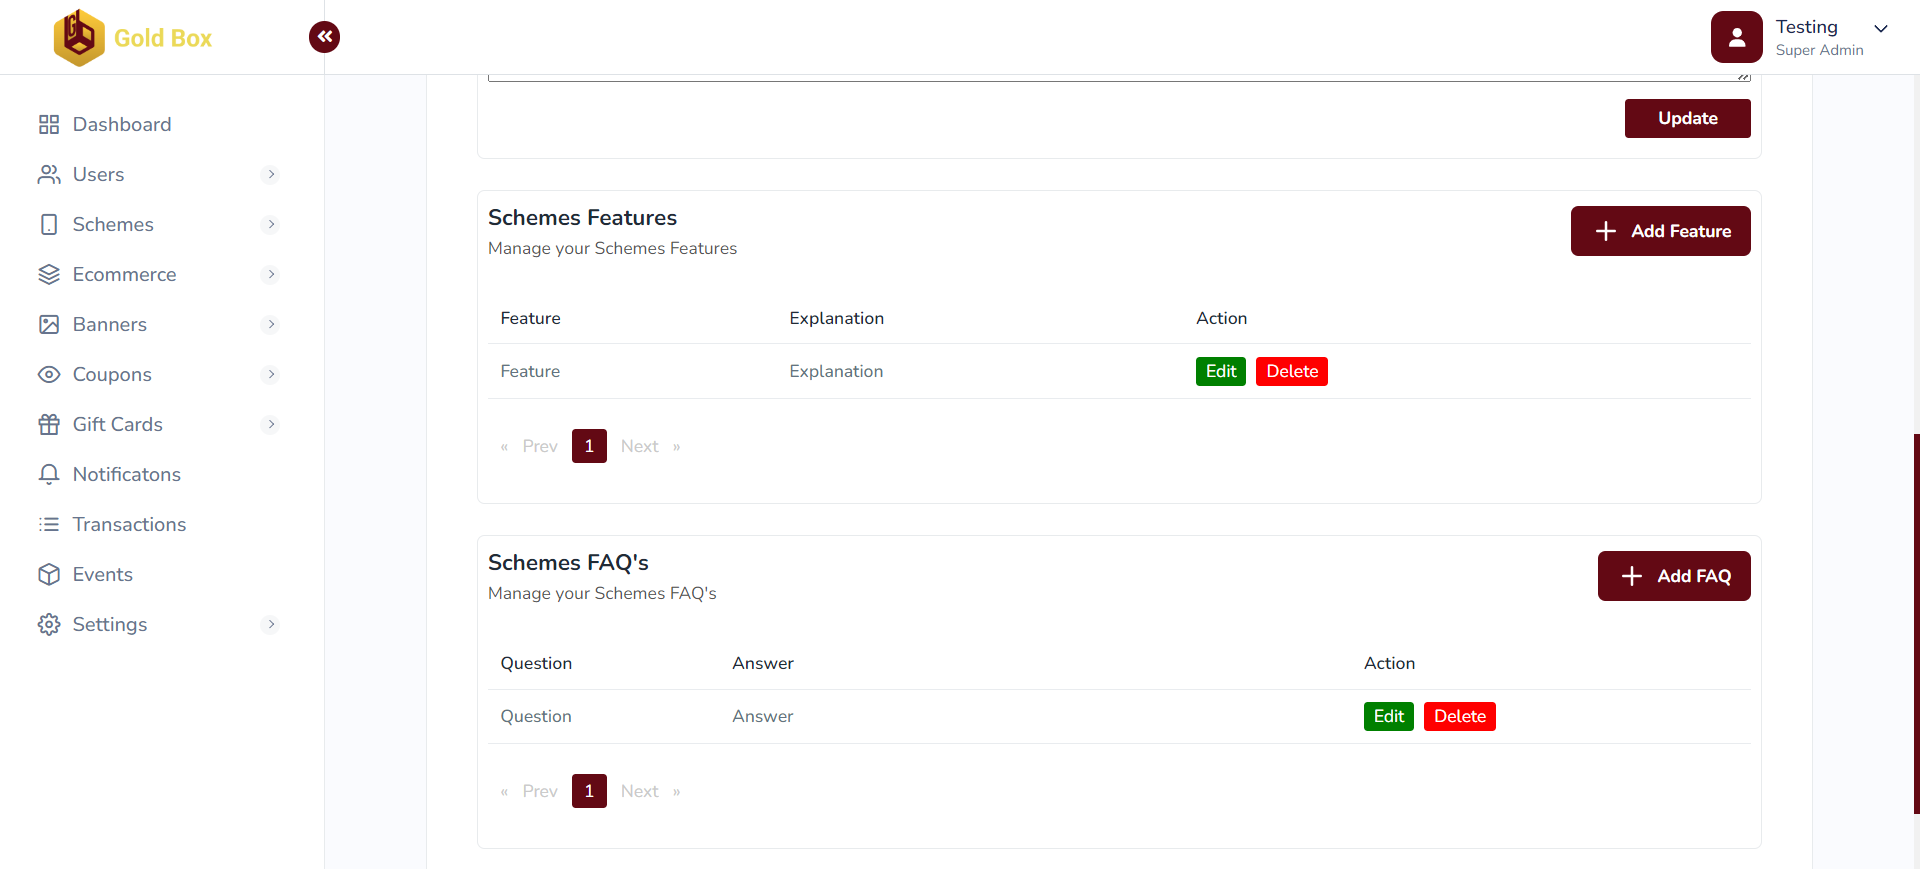 Gold Box
Testing
Super Admin
Dashboard
Users
Schemes
Ecommerce
Banners
Coupons
Gift Cards
Notificatons
Transactions
Events
Settings
Update
Schemes Features
Manage your Schemes Features
+ Add Feature
Feature Explanation Action
Feature Explanation Edit Delete
« Prev 1 Next »
Schemes FAQ's
Manage your Schemes FAQ's
+ Add FAQ
Question Answer Action
Question Answer Edit Delete
« Prev 1 Next »